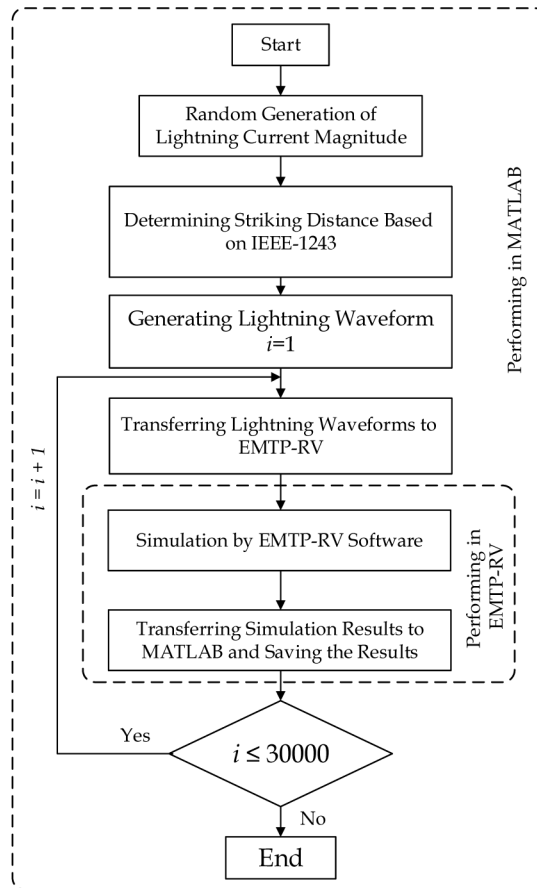 Start
Random Generation of
Lightning Current Magnitude
Determining Striking Distance Based
on IEEE-1243
Generating Lightning Waveform
i=1
Transferring Lightning Waveforms to
EMTP-RV
Simulation by EMTP-RV Software
Transferring Simulation Results to
MATLAB and Saving the Results
i ≤ 30000
Yes
No
End
i = i + 1
Performing in MATLAB
Performing in
EMTP-RV